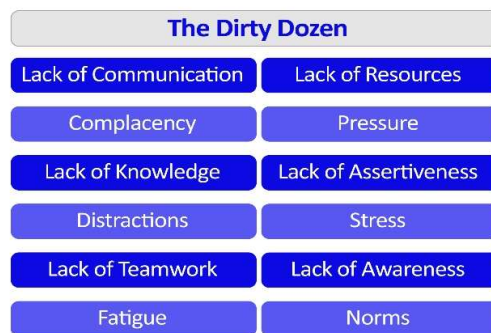 The Dirty Dozen
Lack of Communication
Lack of Resources
Complacency
Pressure
Lack of Knowledge
Lack of Assertiveness
Distractions
Stress
Lack of Teamwork
Lack of Awareness
Fatigue
Norms